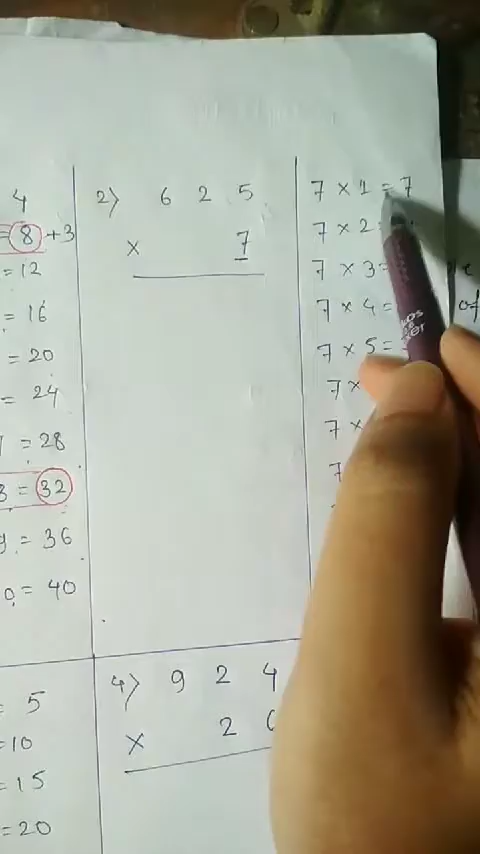 4
= 8 +3
= 12
= 16
= 20
= 24
= 28
3 = 32
9 = 36
0 = 40
2) 6 2 5
× 7
7 × 1 = 7
7 × 2 =
7 × 3 =
7 × 4 =
7 × 5 =
7 ×
7 ×
7
of
= 5
= 10
= 15
= 20
4) 9 2 4
× 2